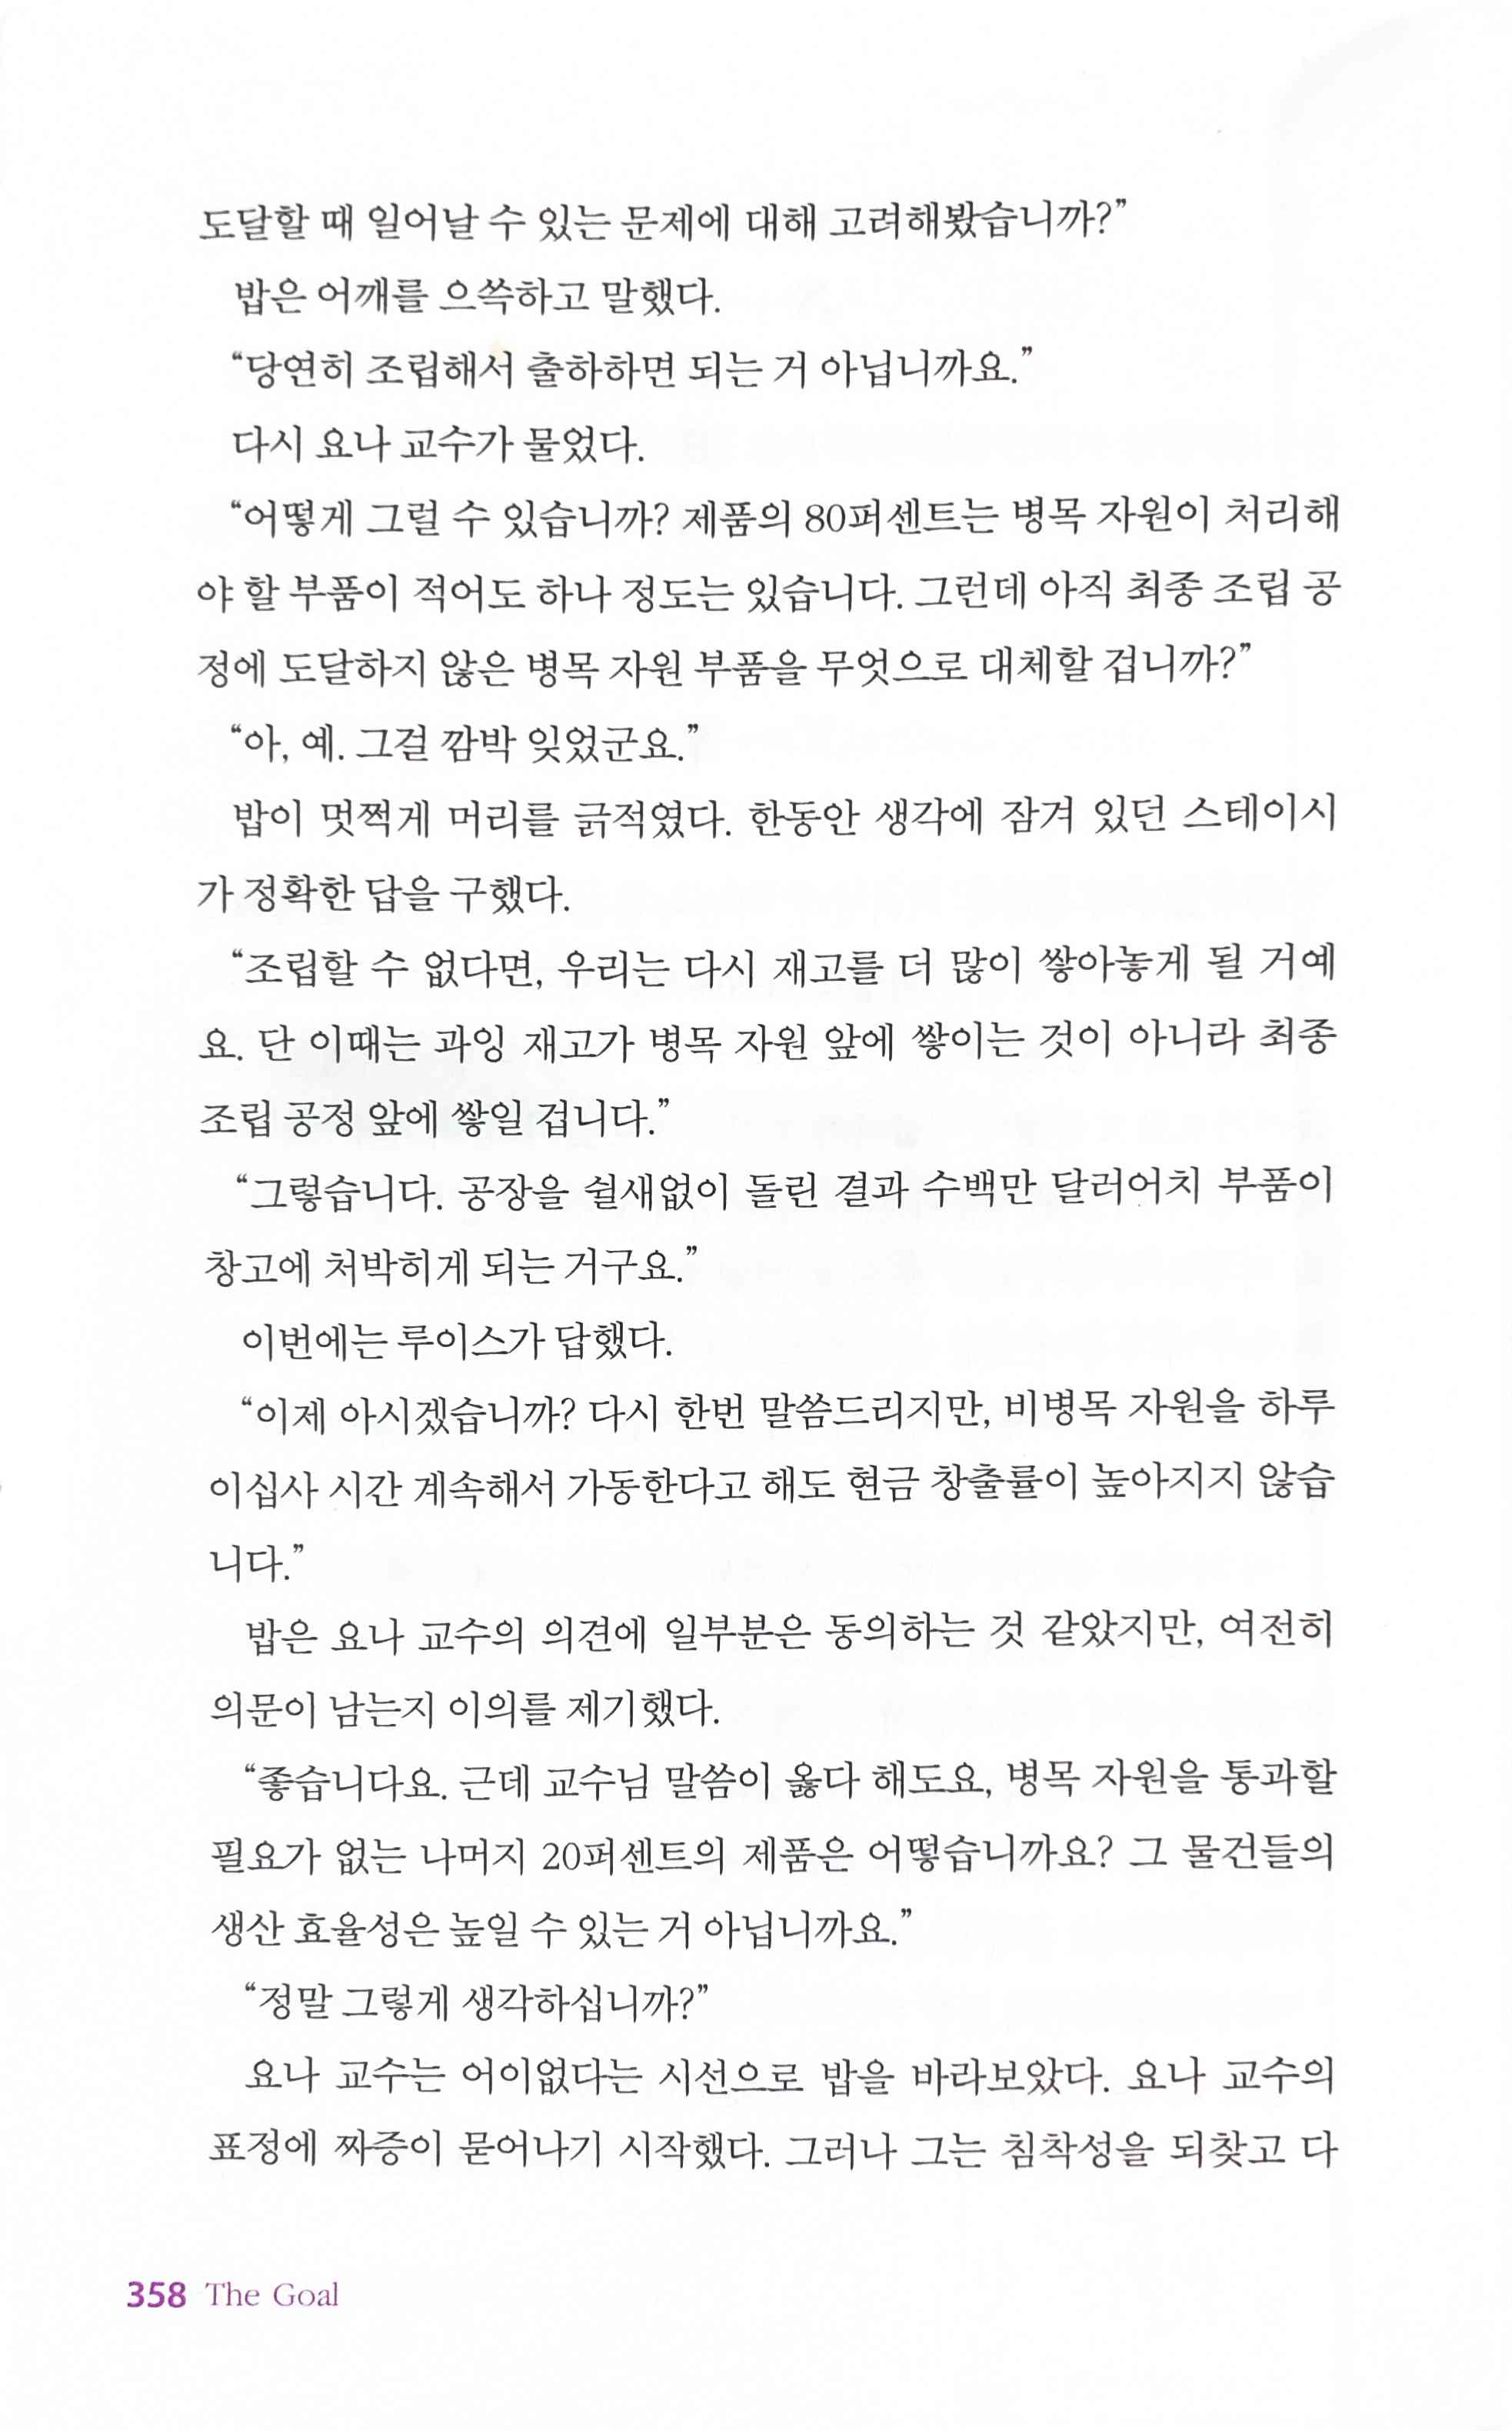 도달할 때 일어날 수 있는 문제에 대해 고려해봤습니까?”
밥은 어깨를 으쓱하고 말했다.
“당연히 조립해서 출하하면 되는 거 아닙니까요.”
다시 요나 교수가 물었다.
“어떻게 그럴 수 있습니까? 제품의 80퍼센트는 병목 자원이 처리해
야 할 부품이 적어도 하나 정도는 있습니다. 그런데 아직 최종 조립 공
정에 도달하지 않은 병목 자원 부품을 무엇으로 대체할 겁니까?”
“아, 예. 그걸 깜박 잊었군요.”
밥이 멋쩍게 머리를 긁적였다. 한동안 생각에 잠겨 있던 스테이시
가 정확한 답을 구했다.
“조립할 수 없다면, 우리는 다시 재고를 더 많이 쌓아놓게 될 거예
요. 단 이때는 과잉 재고가 병목 자원 앞에 쌓이는 것이 아니라 최종
조립 공정 앞에 쌓일 겁니다.”
“그렇습니다. 공장을 쉴새없이 돌린 결과 수백만 달러어치 부품이
창고에 처박히게 되는 거구요.”
이번에는 루이스가 답했다.
“이제 아시겠습니까? 다시 한번 말씀드리지만, 비병목 자원을 하루
이십사 시간 계속해서 가동한다고 해도 현금 창출률이 높아지지 않습
니다.”
밥은 요나 교수의 의견에 일부분은 동의하는 것 같았지만, 여전히
의문이 남는지 이의를 제기했다.
“좋습니다요. 근데 교수님 말씀이 옳다 해도요, 병목 자원을 통과할
필요가 없는 나머지 20퍼센트의 제품은 어떻습니까요? 그 물건들의
생산 효율성은 높일 수 있는 거 아닙니까요.”
“정말 그렇게 생각하십니까?”
요나 교수는 어이없다는 시선으로 밥을 바라보았다. 요나 교수의
표정에 짜증이 묻어나기 시작했다. 그러나 그는 침착성을 되찾고 다
358 The Goal